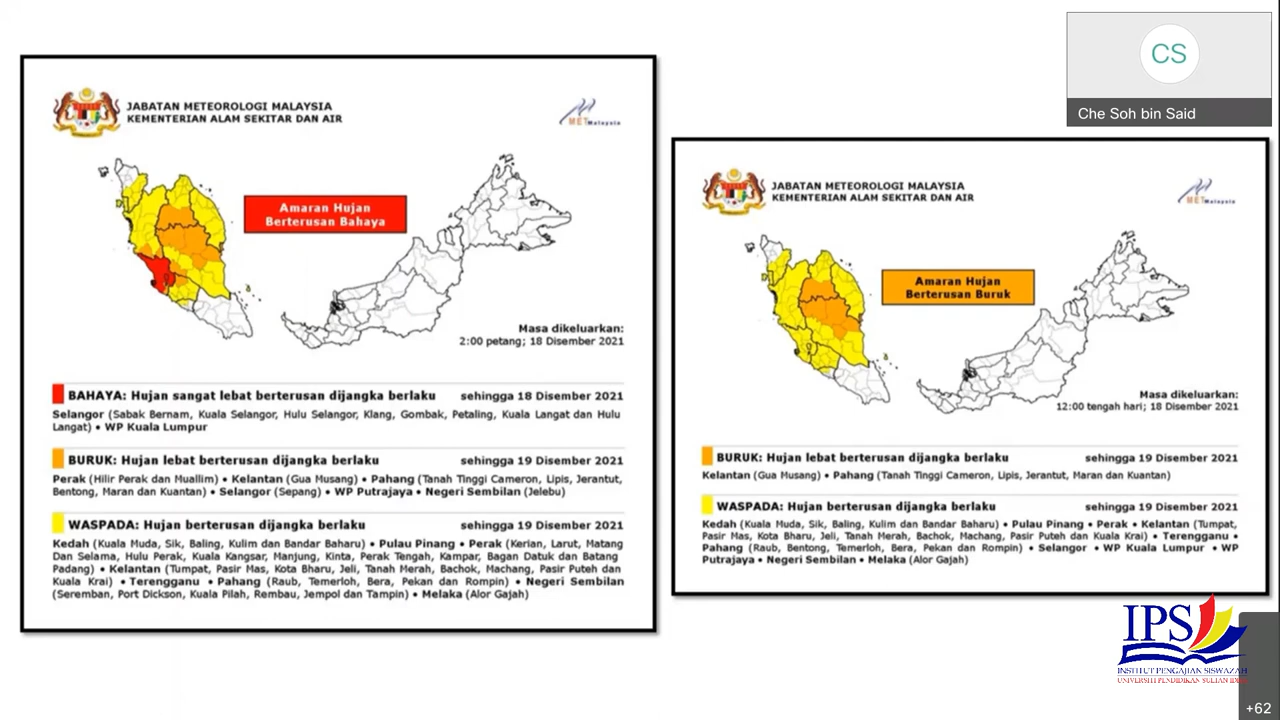 CS
Che Soh bin Said
JABATAN METEOROLOGI MALAYSIA
KEMENTERIAN ALAM SEKITAR DAN AIR
METMalaysia
Amaran Hujan
Berterusan Bahaya
Masa dikeluarkan:
2:00 petang; 18 Disember 2021
BAHAYA: Hujan sangat lebat berterusan dijangka berlaku sehingga 18 Disember 2021
Selangor (Sabak Bernam, Kuala Selangor, Hulu Selangor, Klang, Gombak, Petaling, Kuala Langat dan Hulu
Langat) • WP Kuala Lumpur
BURUK: Hujan lebat berterusan dijangka berlaku sehingga 19 Disember 2021
Perak (Hilir Perak dan Muallim) • Kelantan (Gua Musang) • Pahang (Tanah Tinggi Cameron, Lipis, Jerantut,
Bentong, Maran dan Kuantan) • Selangor (Sepang) • WP Putrajaya • Negeri Sembilan (Jelebu)
WASPADA: Hujan berterusan dijangka berlaku sehingga 19 Disember 2021
Kedah (Kuala Muda, Sik, Baling, Kulim dan Bandar Baharu) • Pulau Pinang • Perak (Kerian, Larut, Matang
Dan Selama, Hulu Perak, Kuala Kangsar, Manjung, Kinta, Perak Tengah, Kampar, Bagan Datuk dan Batang
Padang) • Kelantan (Tumpat, Pasir Mas, Kota Bharu, Jeli, Tanah Merah, Bachok, Machang, Pasir Puteh dan
Kuala Krai) • Terengganu • Pahang (Raub, Temerloh, Bera, Pekan dan Rompin) • Negeri Sembilan
(Seremban, Port Dickson, Kuala Pilah, Rembau, Jempol dan Tampin) • Melaka (Alor Gajah)
JABATAN METEOROLOGI MALAYSIA
KEMENTERIAN ALAM SEKITAR DAN AIR
METMalaysia
Amaran Hujan
Berterusan Buruk
Masa dikeluarkan:
12:00 tengah hari; 18 Disember 2021
BURUK: Hujan lebat berterusan dijangka berlaku sehingga 19 Disember 2021
Kelantan (Gua Musang) • Pahang (Tanah Tinggi Cameron, Lipis, Jerantut, Maran dan Kuantan)
WASPADA: Hujan berterusan dijangka berlaku sehingga 19 Disember 2021
Kedah (Kuala Muda, Sik, Baling, Kulim dan Bandar Baharu) • Pulau Pinang • Perak • Kelantan (Tumpat,
Pasir Mas, Kota Bharu, Jeli, Tanah Merah, Bachok, Machang, Pasir Puteh dan Kuala Krai) • Terengganu •
Pahang (Raub, Bentong, Temerloh, Bera, Pekan dan Rompin) • Selangor • WP Kuala Lumpur • WP
Putrajaya • Negeri Sembilan • Melaka (Alor Gajah)
IPS
INSTITUT PENGAJIAN SISWAZAH
UNIVERSITI PENDIDIKAN SULTAN IDRIS
+62